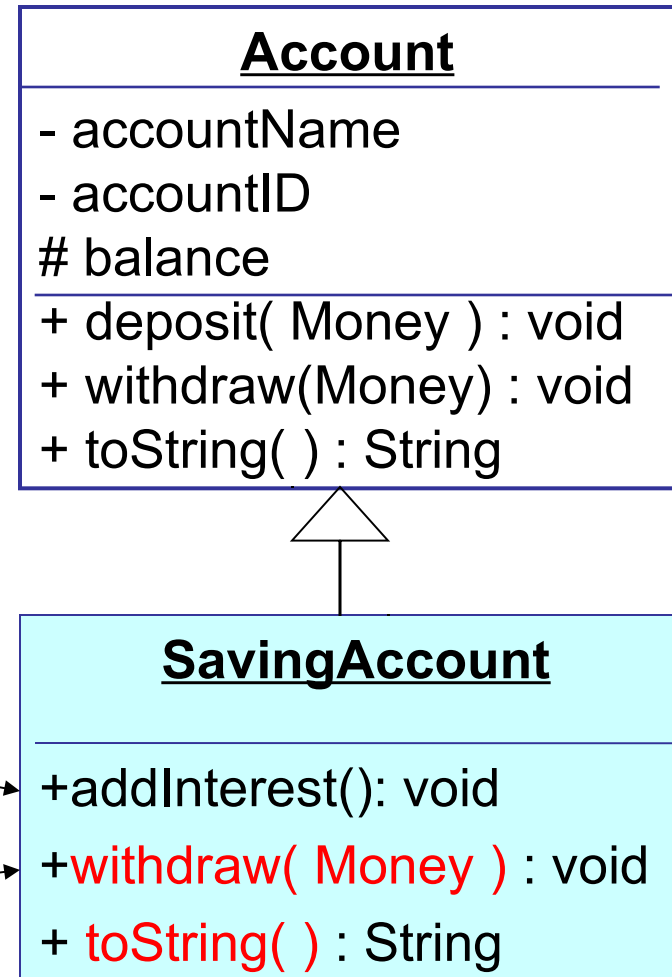 Account
- accountName
- accountID
# balance
+ deposit( Money ) : void
+ withdraw(Money) : void
+ toString( ) : String
SavingAccount
+addInterest(): void
+withdraw( Money ) : void
+ toString( ) : String